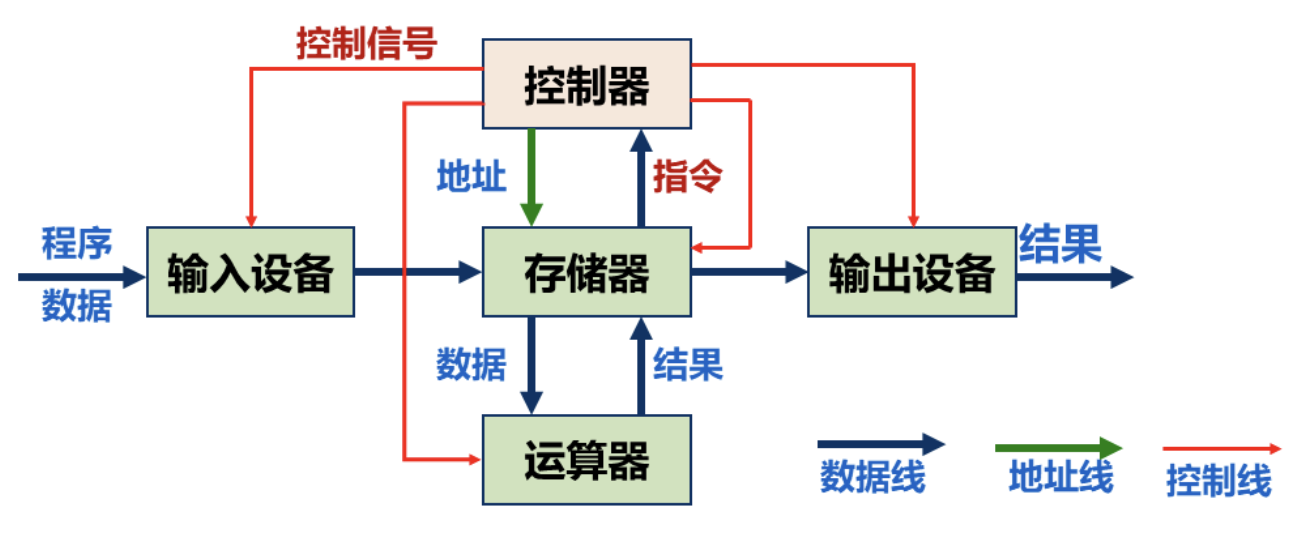 控制信号
控制器
地址
指令
程序
数据
输入设备
存储器
输出设备
结果
数据
结果
运算器
数据线
地址线
控制线